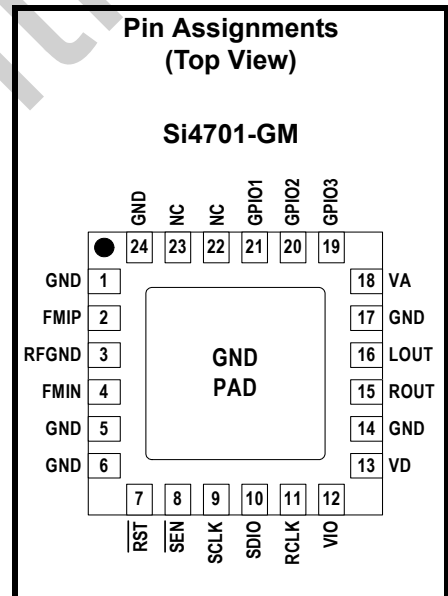 Pin Assignments
(Top View)
Si4701-GM
GND NC NC GPIO1 GPIO2 GPIO3
24 23 22 21 20 19
GND 1
FMIP 2
RFGND 3
FMIN 4
GND 5
GND 6
GND
PAD
18 VA
17 GND
16 LOUT
15 ROUT
14 GND
13 VD
7 8 9 10 11 12
RST SEN SCLK SDIO RCLK VIO